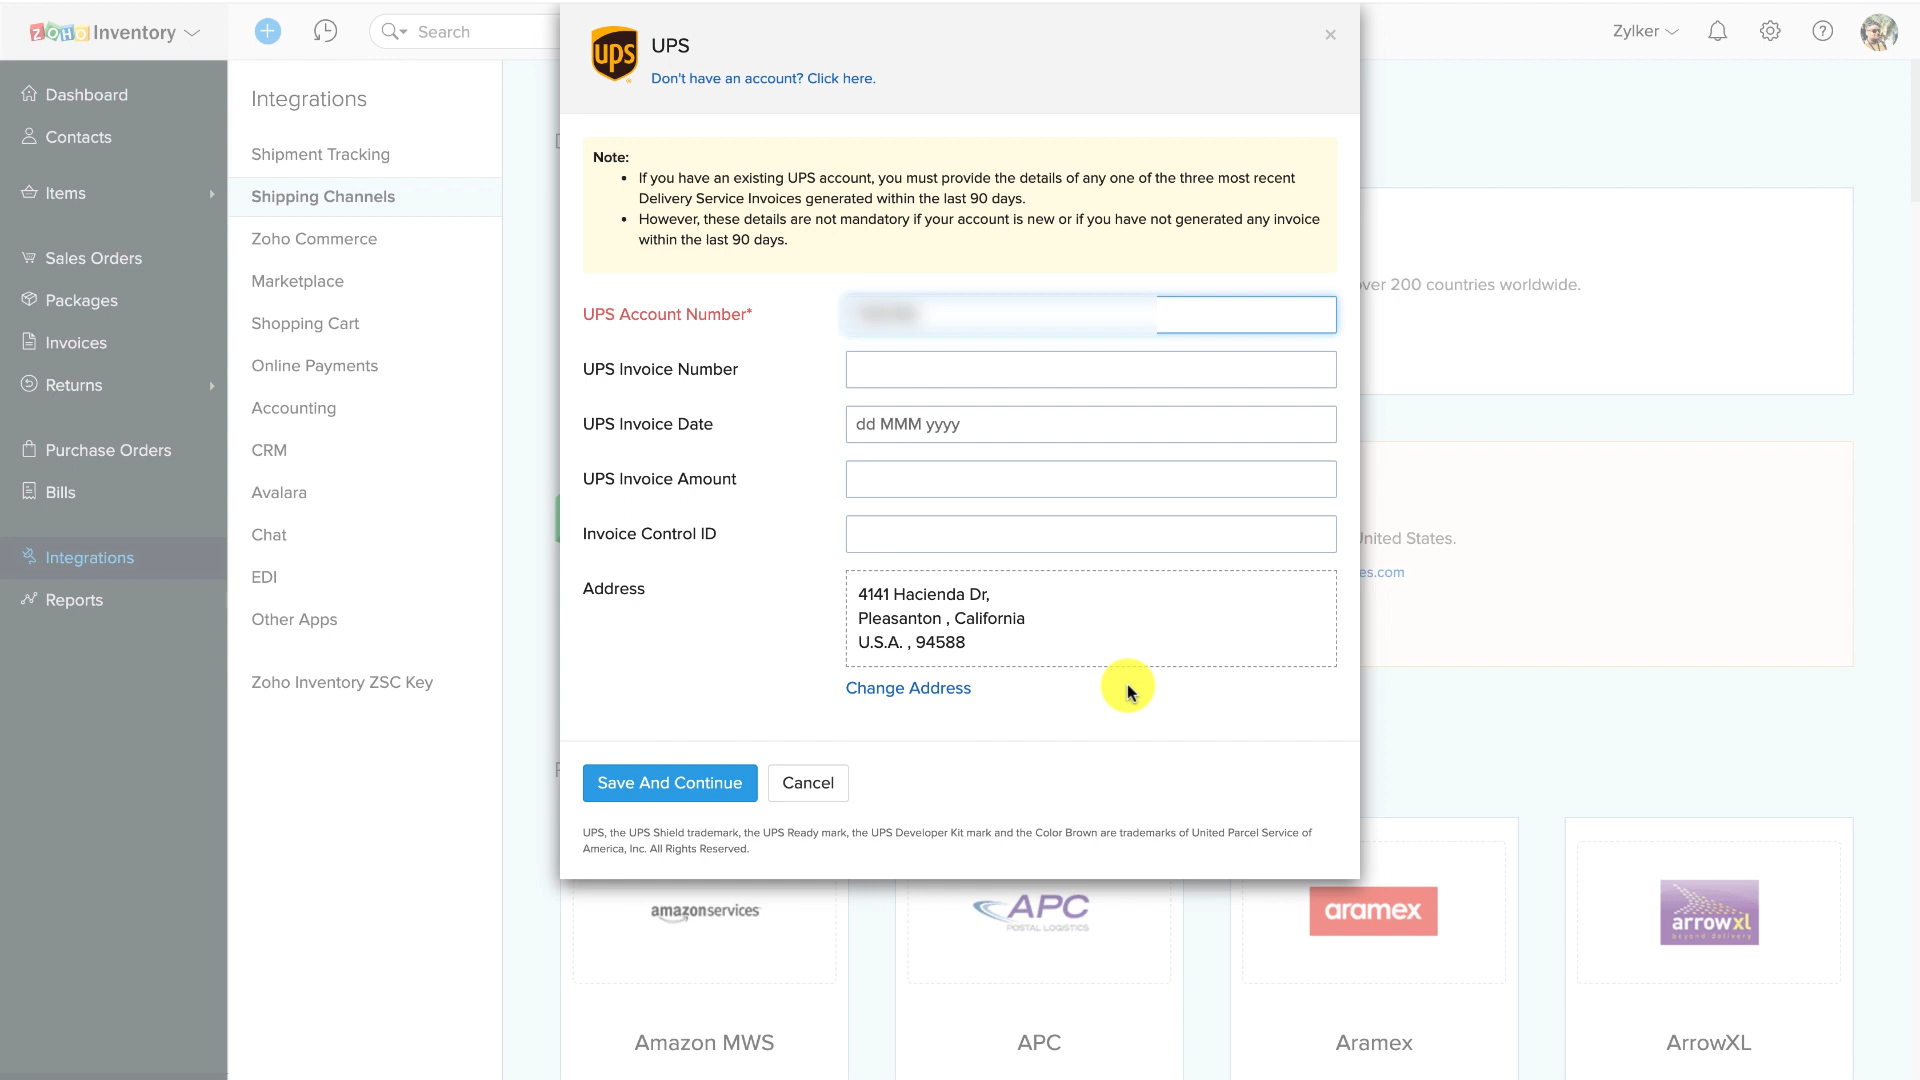 ZOHO Inventory
Search
Zylker
Dashboard
Contacts
Items
Sales Orders
Packages
Invoices
Returns
Purchase Orders
Bills
Integrations
Reports
Integrations
Shipment Tracking
Shipping Channels
Zoho Commerce
Marketplace
Shopping Cart
Online Payments
Accounting
CRM
Avalara
Chat
EDI
Other Apps
Zoho Inventory ZSC Key
ups
UPS
Don't have an account? Click here.
×
Note:
If you have an existing UPS account, you must provide the details of any one of the three most recent
Delivery Service Invoices generated within the last 90 days.
However, these details are not mandatory if your account is new or if you have not generated any invoice
within the last 90 days.
UPS Account Number*
UPS Invoice Number
UPS Invoice Date
dd MMM yyyy
UPS Invoice Amount
Invoice Control ID
Address
4141 Hacienda Dr,
Pleasanton , California
U.S.A. , 94588
Change Address
Save And Continue
Cancel
UPS, the UPS Shield trademark, the UPS Ready mark, the UPS Developer Kit mark and the Color Brown are trademarks of United Parcel Service of
America, Inc. All Rights Reserved.
over 200 countries worldwide.
United States.
es.com
amazonservices
APC
POSTAL LOGISTICS
aramex
arrowxl
beyond delivery
Amazon MWS
APC
Aramex
ArrowXL